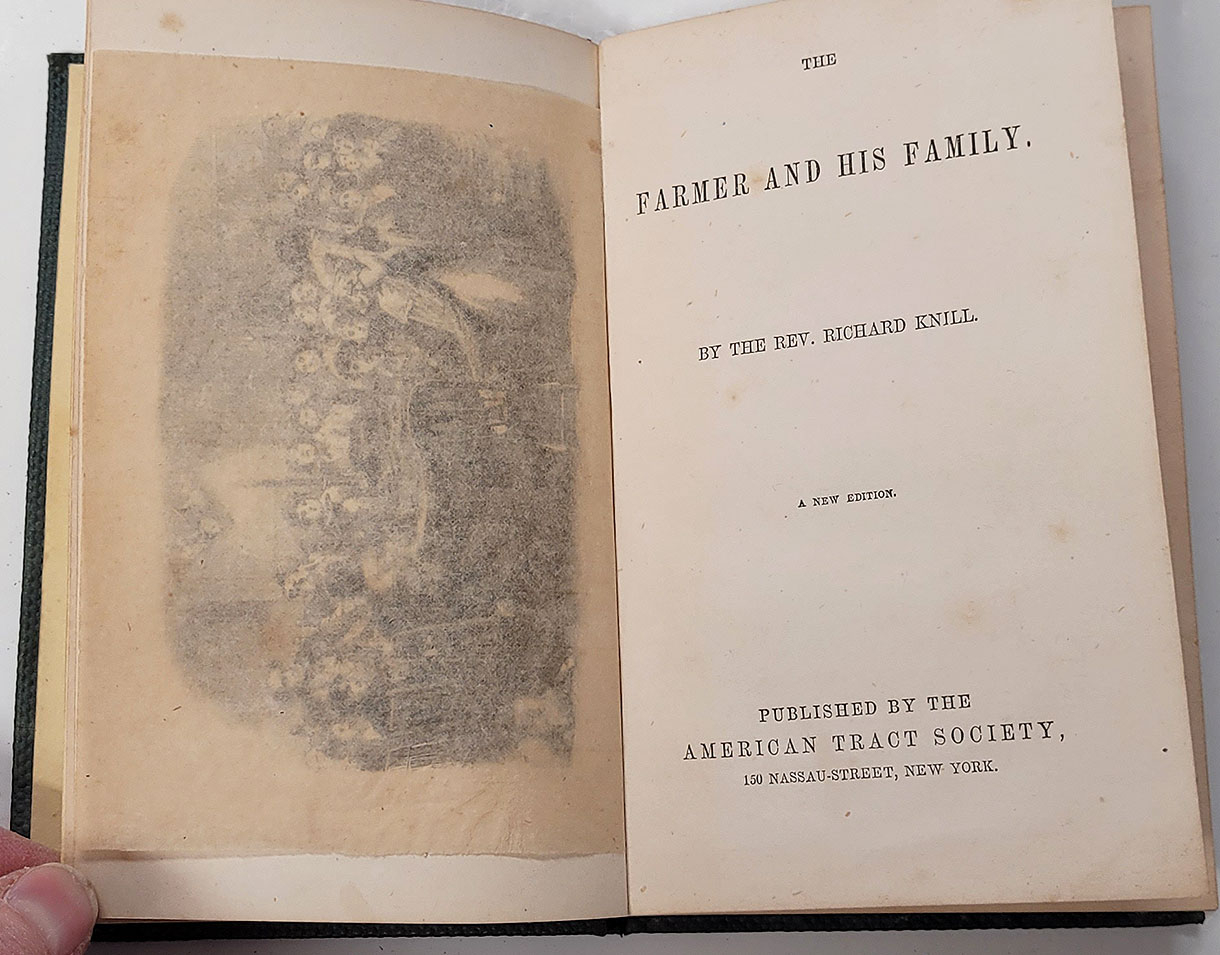 THE
FARMER AND HIS FAMILY.
BY THE REV. RICHARD KNILL.
A NEW EDITION.
PUBLISHED BY THE
AMERICAN TRACT SOCIETY,
150 NASSAU-STREET, NEW YORK.